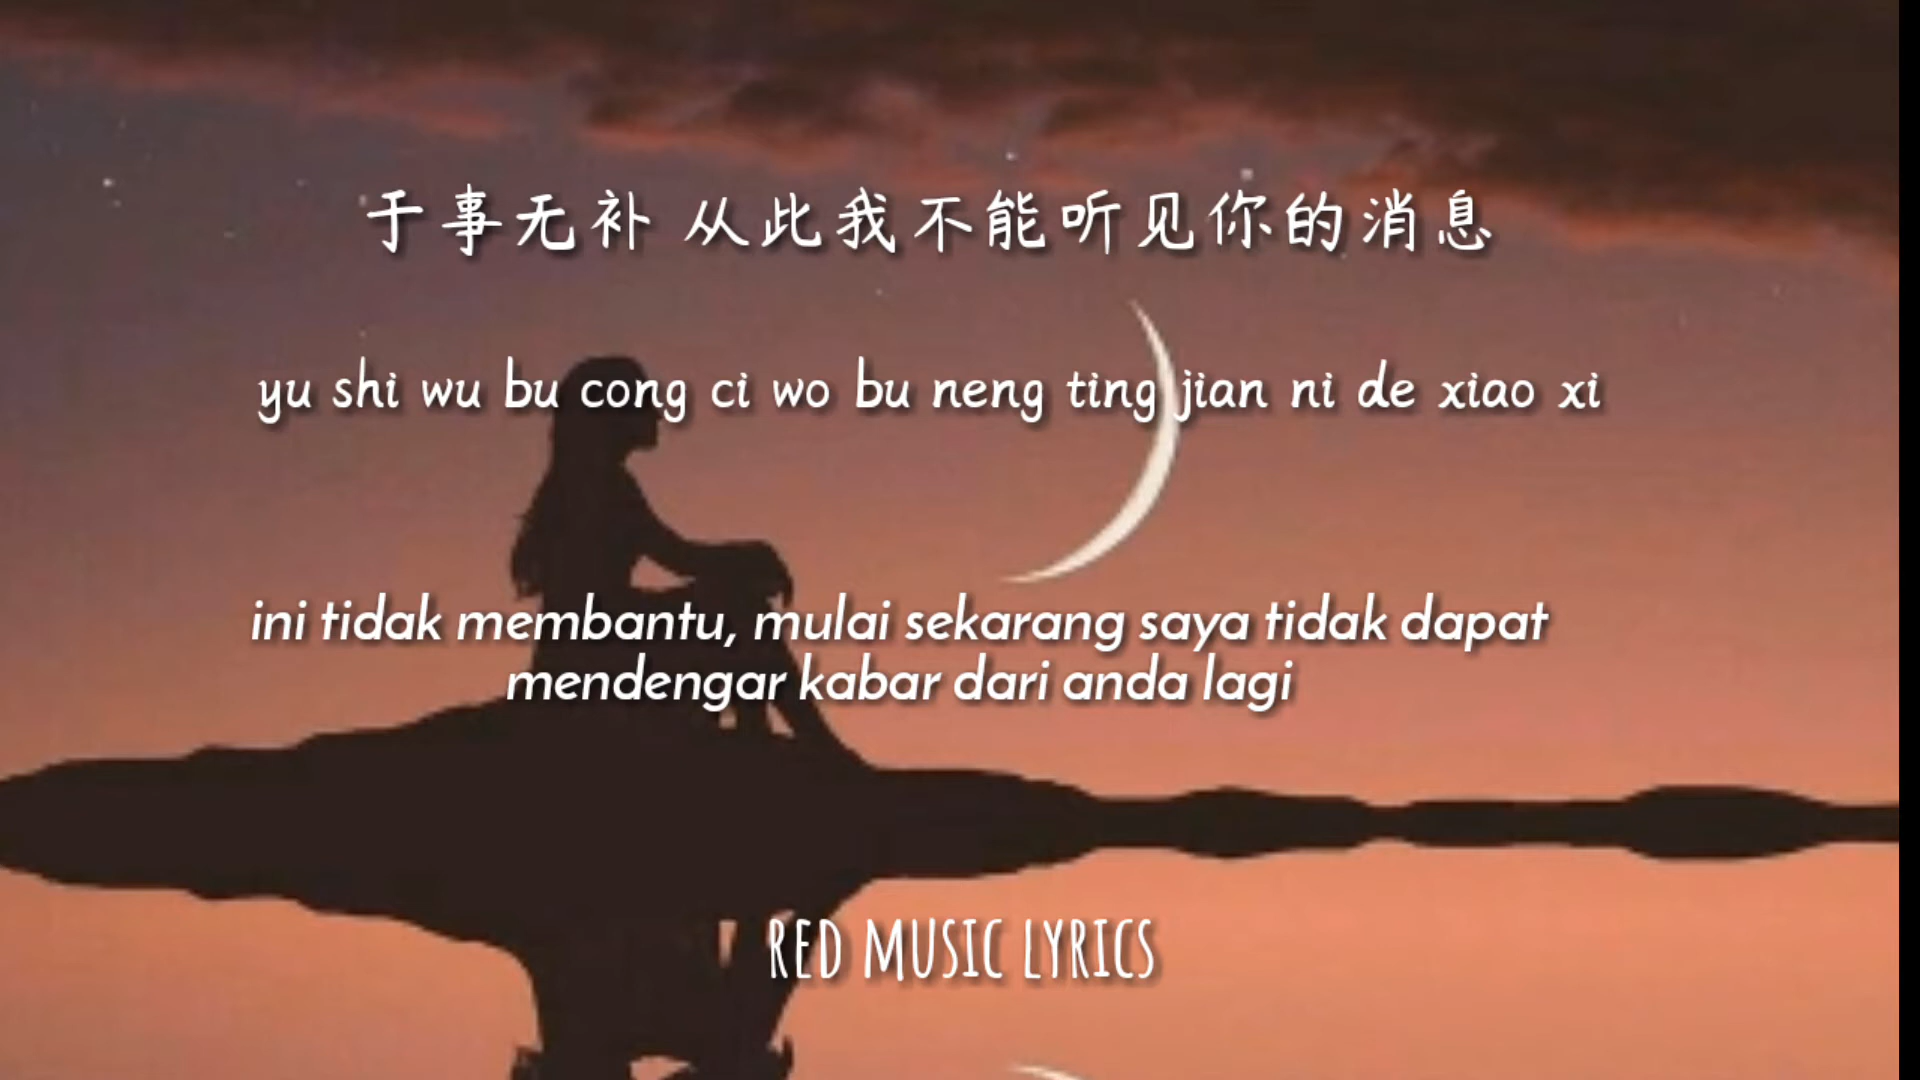 于事无补 从此我不能听见你的消息
yu shi wu bu cong ci wo bu neng ting jian ni de xiao xi
ini tidak membantu, mulai sekarang saya tidak dapat
mendengar kabar dari anda lagi
RED MUSIC LYRICS